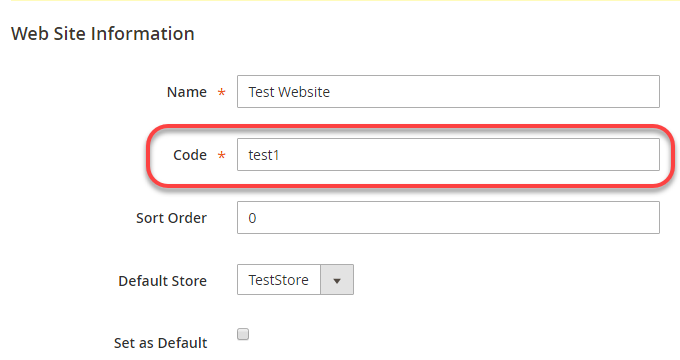 Web Site Information
Name * Test Website
Code * test1
Sort Order 0
Default Store TestStore
Set as Default